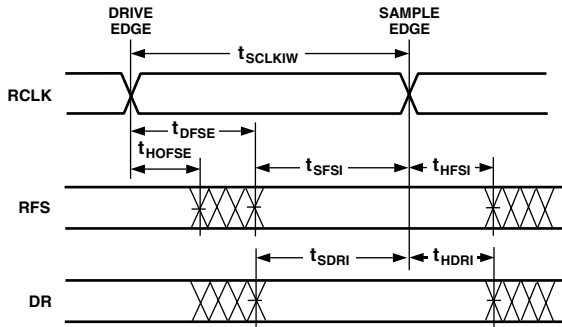 DRIVE
EDGE
SAMPLE
EDGE
tSCLKIW
RCLK
tDFSE
tHOFSE
tSFSI
tHFSI
RFS
tSDRI
tHDRI
DR